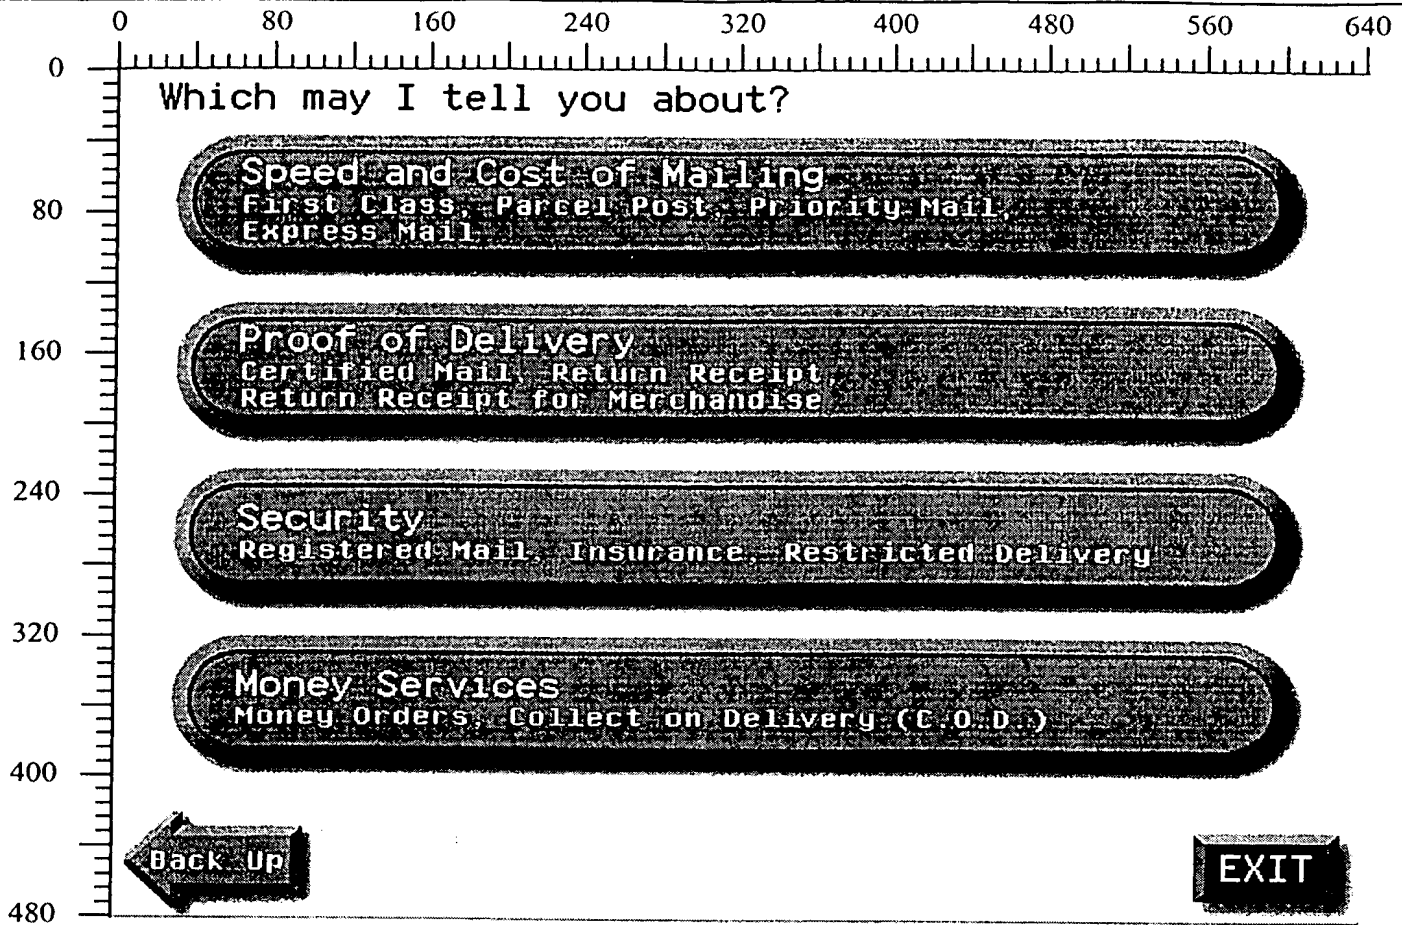 0 80 160 240 320 400 480 560 640
0
Which may I tell you about?
Speed and Cost of Mailing
80
First Class, Parcel Post, Priority Mail,
Express Mail
Proof of Delivery
160
Certified Mail, Return Receipt,
Return Receipt for Merchandise
240
Security
Registered Mail, Insurance, Restricted Delivery
320
Money Services
Money Orders, Collect on Delivery (C.O.D.)
400
Back Up
EXIT
480